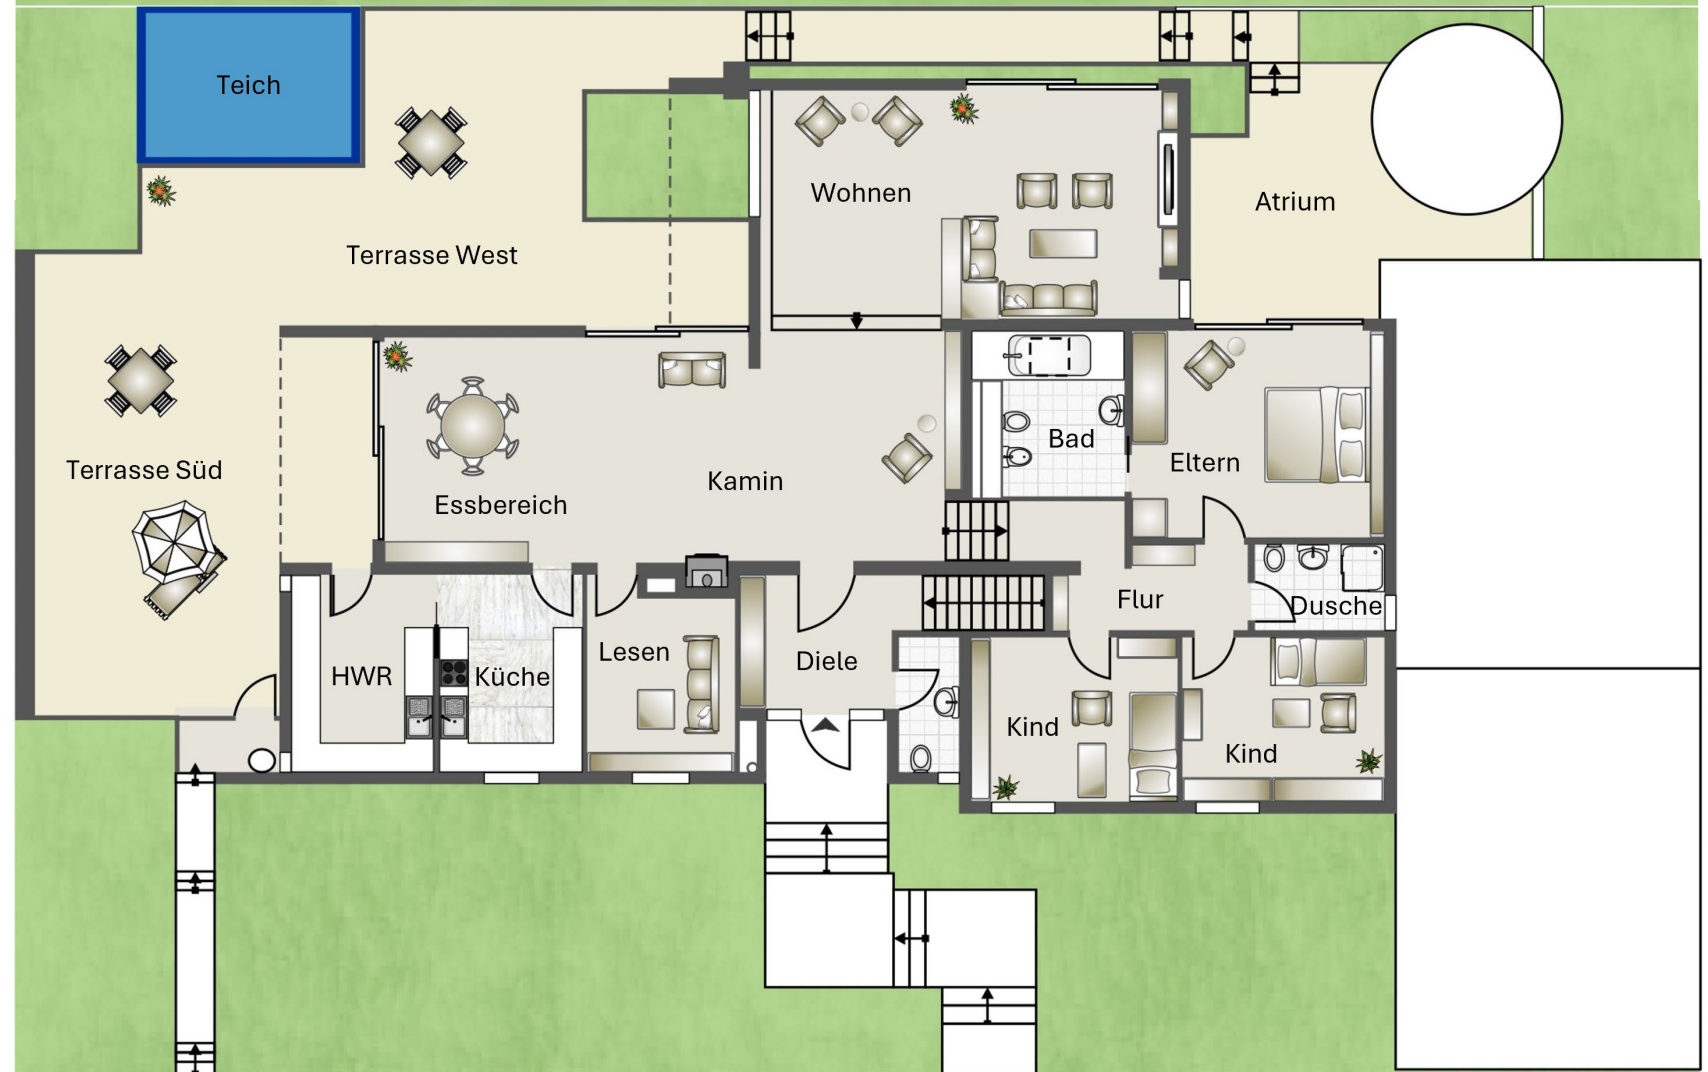 Teich
Wohnen
Atrium
Terrasse West
Terrasse Süd
Essbereich
Kamin
Bad
Eltern
Flur
Dusche
HWR
Küche
Lesen
Diele
Kind
Kind